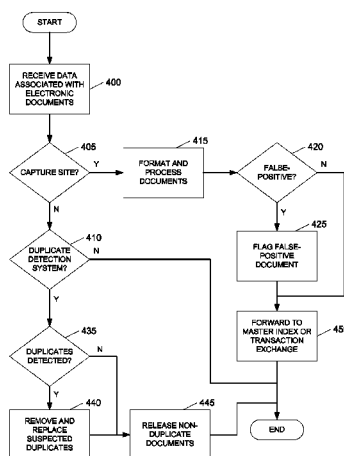 START
RECEIVE DATA
ASSOCIATED WITH
ELECTRONIC
DOCUMENTS
400
405
CAPTURE SITE?
Y
N
415
FORMAT AND
PROCESS
DOCUMENTS
420
FALSE-
POSITIVE?
N
Y
425
FLAG FALSE-
POSITIVE
DOCUMENT
410
DUPLICATE
DETECTION
SYSTEM?
N
Y
FORWARD TO
MASTER INDEX OR
TRANSACTION
EXCHANGE
435
DUPLICATES
DETECTED?
N
Y
440
REMOVE AND
REPLACE
SUSPECTED
DUPLICATES
445
RELEASE NON-
DUPLICATE
DOCUMENTS
END